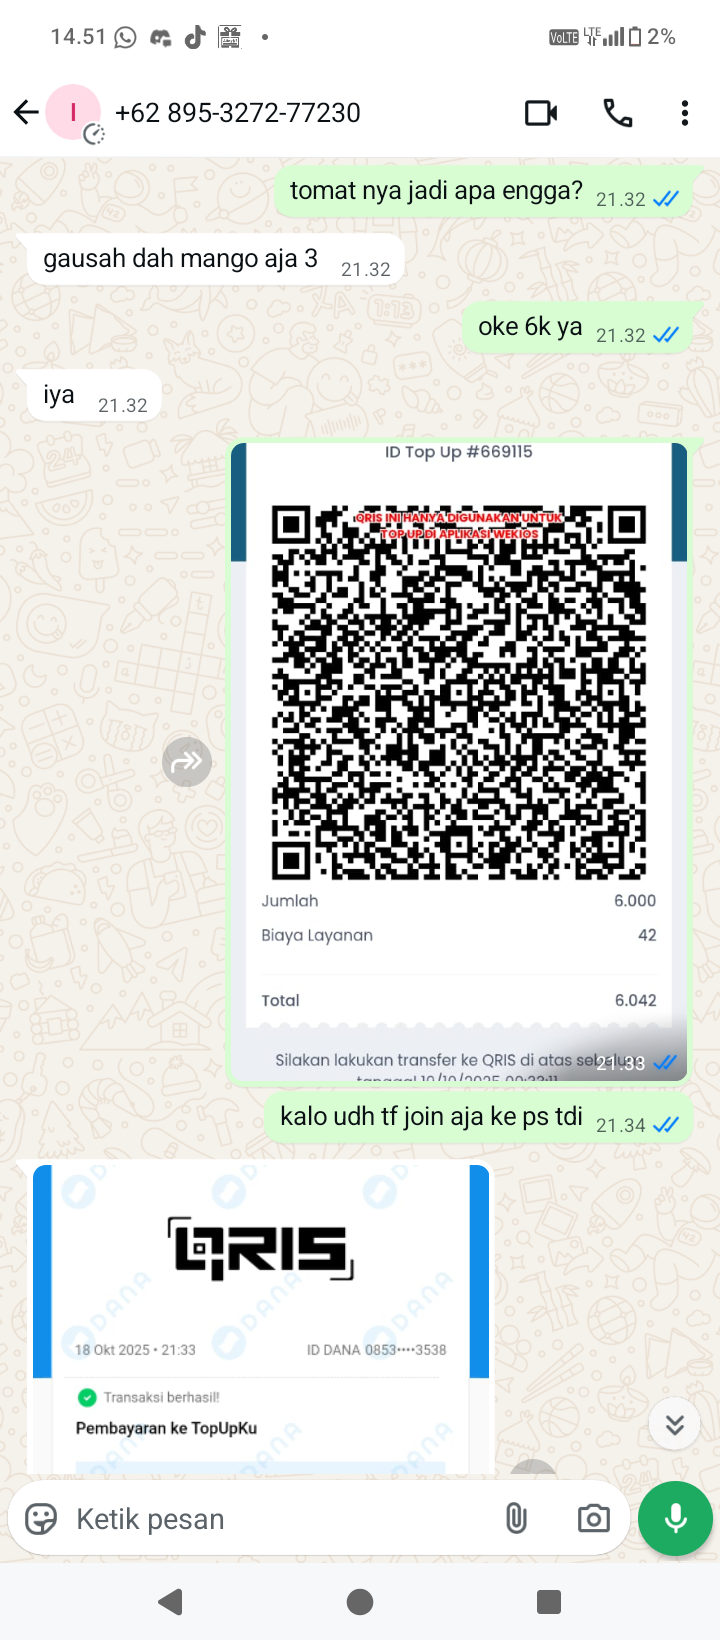 14.51
VoLTE LTE 2%
I
+62 895-3272-77230
tomat nya jadi apa engga? 21.32
gausah dah mango aja 3 21.32
oke 6k ya 21.32
iya 21.32
ID Top Up #669115
QRIS INI HANYA DIGUNAKAN UNTUK
TOP UP DI APLIKASI WEKIOS
Jumlah 6.000
Biaya Layanan 42
Total 6.042
Silakan lakukan transfer ke QRIS di atas
21.33
kalo udh tf join aja ke ps tdi 21.34
DANA DANA DANA
QRIS
18 Okt 2025 • 21:33 ID DANA 0853••••3538
Transaksi berhasil!
Pembayaran ke TopUpKu
Ketik pesan